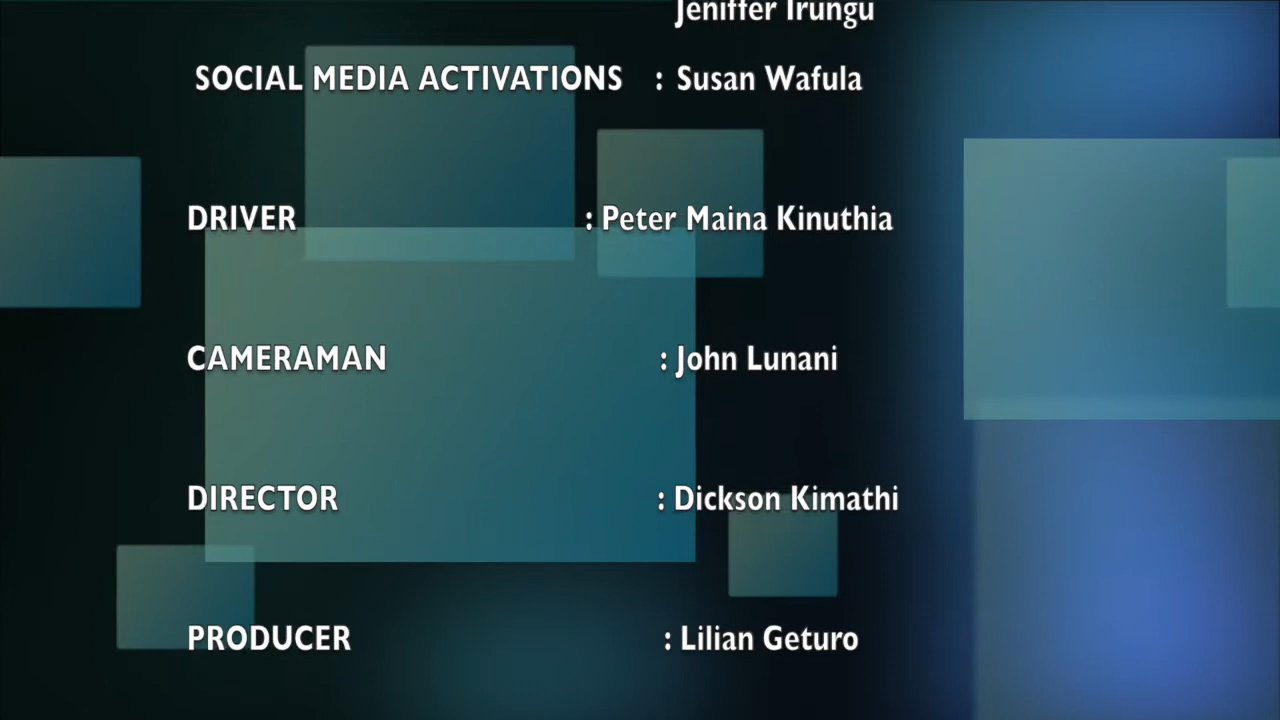 Jeniffer Irungu
SOCIAL MEDIA ACTIVATIONS : Susan Wafula
DRIVER : Peter Maina Kinuthia
CAMERAMAN : John Lunani
DIRECTOR : Dickson Kimathi
PRODUCER : Lilian Geturo